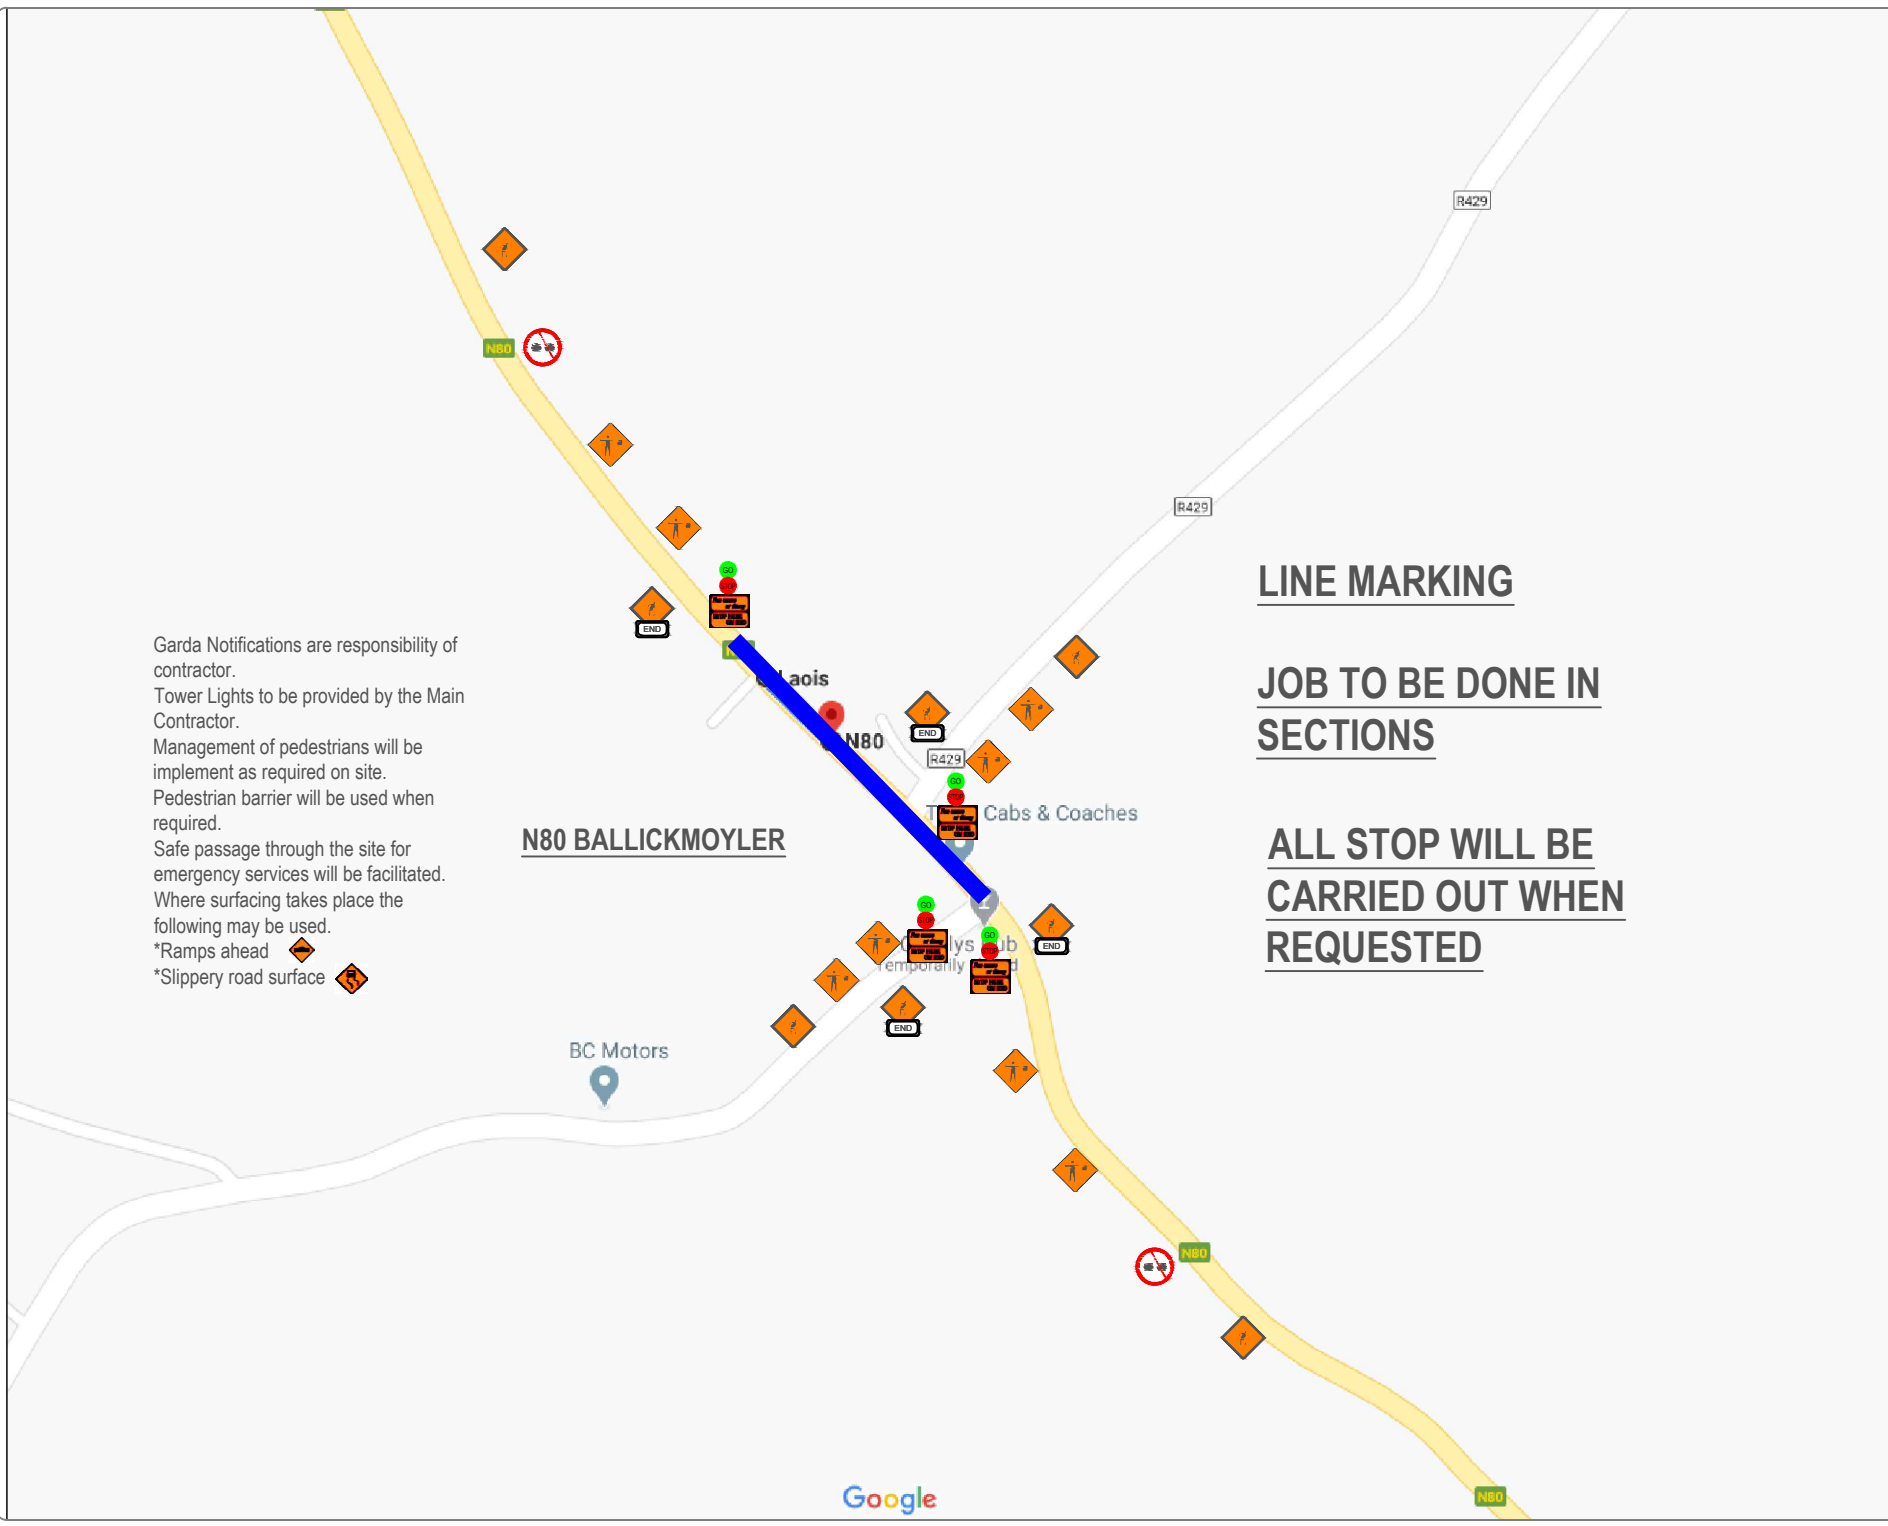 N80
R429
R429
GO
STOP
END
Garda Notifications are responsibility of
contractor.
Tower Lights to be provided by the Main
Contractor.
Management of pedestrians will be
implement as required on site.
Pedestrian barrier will be used when
required.
Safe passage through the site for
emergency services will be facilitated.
Where surfacing takes place the
following may be used.
*Ramps ahead
*Slippery road surface
Laois
N80
N80 BALLICKMOYLER
END
R429
GO
STOP
Cabs & Coaches
LINE MARKING
JOB TO BE DONE IN
SECTIONS
ALL STOP WILL BE
CARRIED OUT WHEN
REQUESTED
GO
STOP
GO
STOP
END
END
BC Motors
N80
N80
Google